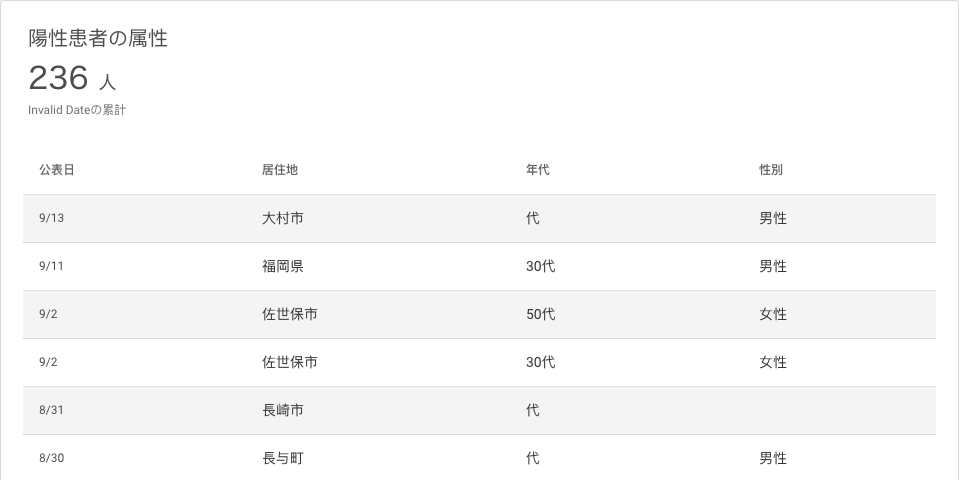 陽性患者の属性
236 人
Invalid Dateの累計
公表日 居住地 年代 性別
9/13 大村市 代 男性
9/11 福岡県 30代 男性
9/2 佐世保市 50代 女性
9/2 佐世保市 30代 女性
8/31 長崎市 代
8/30 長与町 代 男性